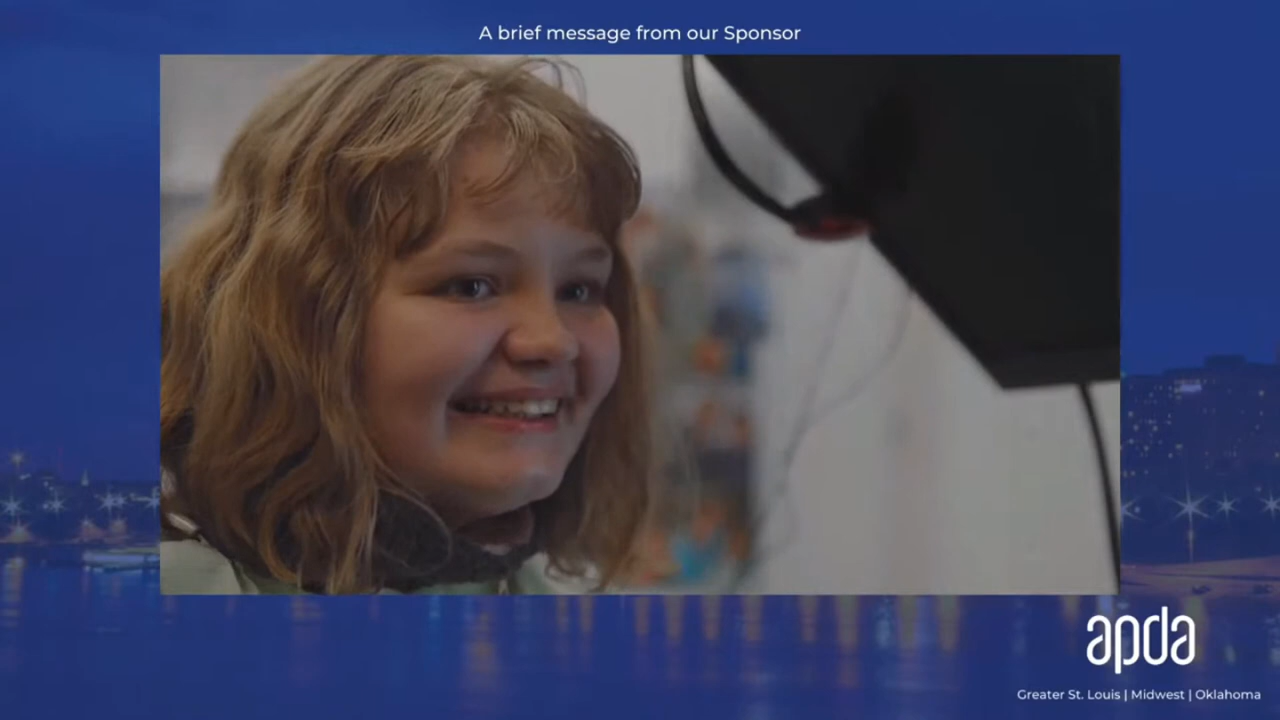 A brief message from our Sponsor
apda
Greater St. Louis | Midwest | Oklahoma